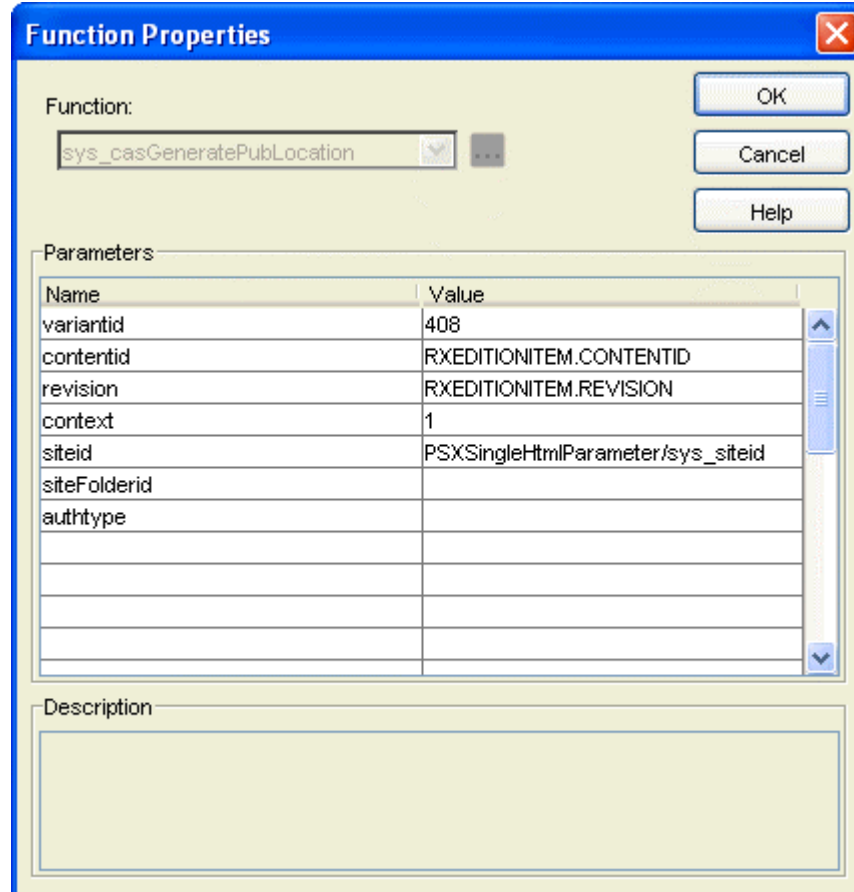 Function Properties
OK
Function:
sys_casGeneratePubLocation ...
Cancel
Help
Parameters
Name Value
variantid 408
contentid RXEDITIONITEM.CONTENTID
revision RXEDITIONITEM.REVISION
context 1
siteid PSXSingleHtmlParameter/sys_siteid
siteFolderid
authtype
Description